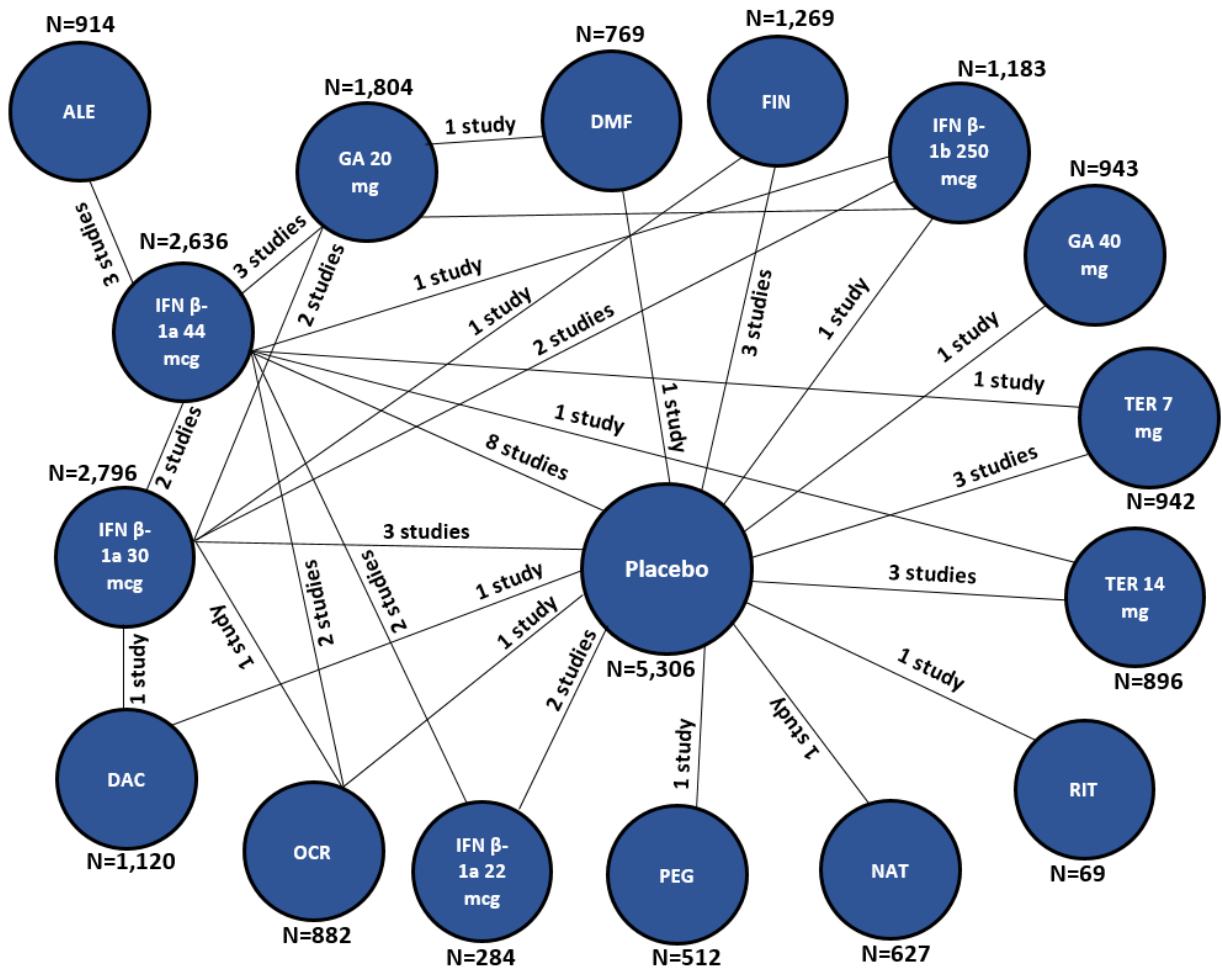 N=914
ALE
N=1,804
GA 20
mg
1 study
N=769
DMF
N=1,269
FIN
N=1,183
IFN β-
1b 250
mcg
N=943
GA 40
mg
3 studies
N=2,636
IFN β-
1a 44
mcg
3 studies
2 studies
1 study
1 study
2 studies
3 studies
1 study
1 study
1 study
TER 7
mg
N=942
1 study
1 study
8 studies
3 studies
2 studies
N=2,796
IFN β-
1a 30
mcg
3 studies
Placebo
N=5,306
3 studies
TER 14
mg
N=896
1 study
1 study
2 studies
2 studies
1 study
1 study
2 studies
1 study
1 study
1 study
DAC
N=1,120
OCR
N=882
IFN β-
1a 22
mcg
N=284
PEG
N=512
NAT
N=627
RIT
N=69